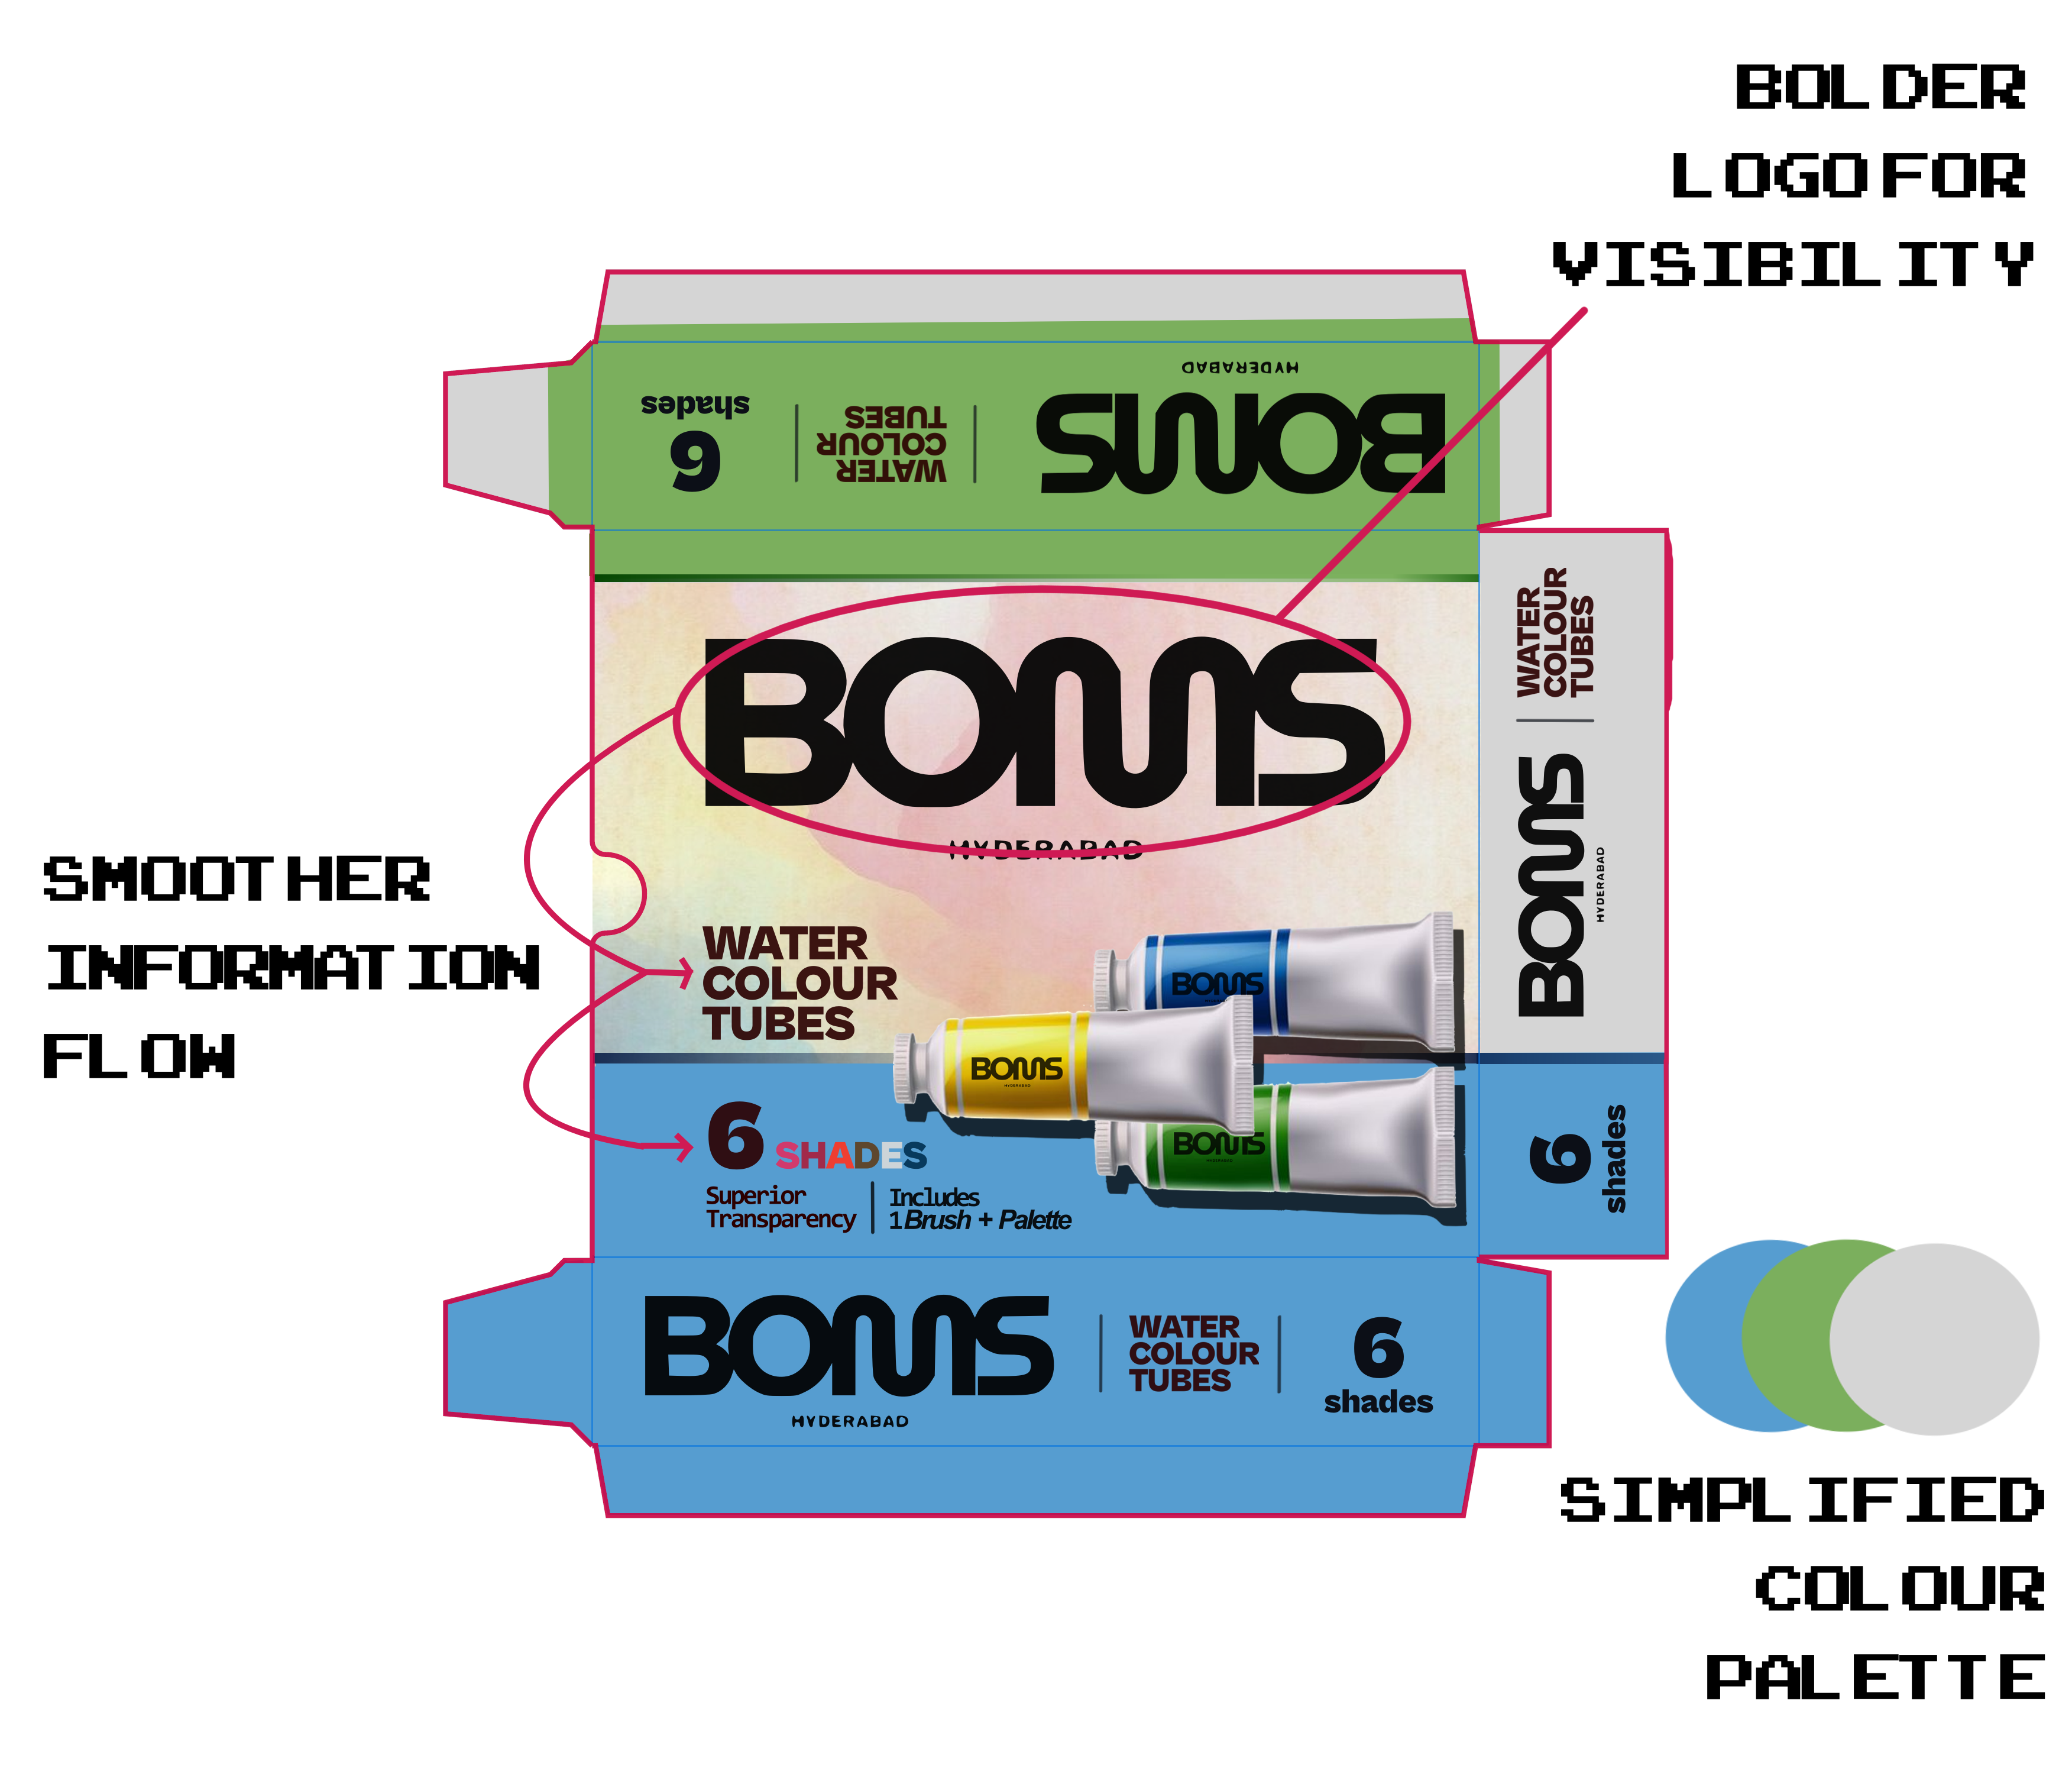 BOLDER
LOGO FOR
VISIBILITY
HYDERABAD
BOMS
WATER
COLOUR
TUBES
6
shades
BOMS
HYDERABAD
WATER
COLOUR
TUBES
BOMS
HYDERABAD
WATER
COLOUR
TUBES
6
shades
SMOOTHER
INFORMATION
FLOW
BOMS
BOMS
HYDERABAD
BOMS
6 SHADES
Superior
Transparency
Includes
1 Brush + Palette
BOMS
HYDERABAD
WATER
COLOUR
TUBES
6
shades
SIMPLIFIED
COLOUR
PALETTE